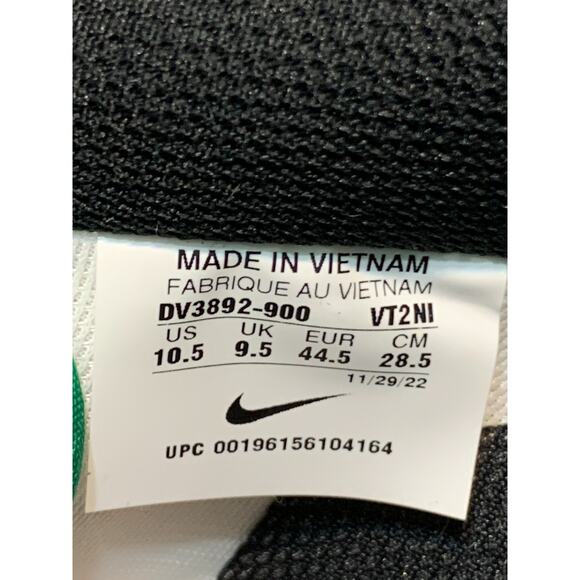 MADE IN VIETNAM
FABRIQUE AU VIETNAM
DV3892-900 VT2NI
US UK EUR CM
10.5 9.5 44.5 28.5
11/29/22
UPC 00196156104164